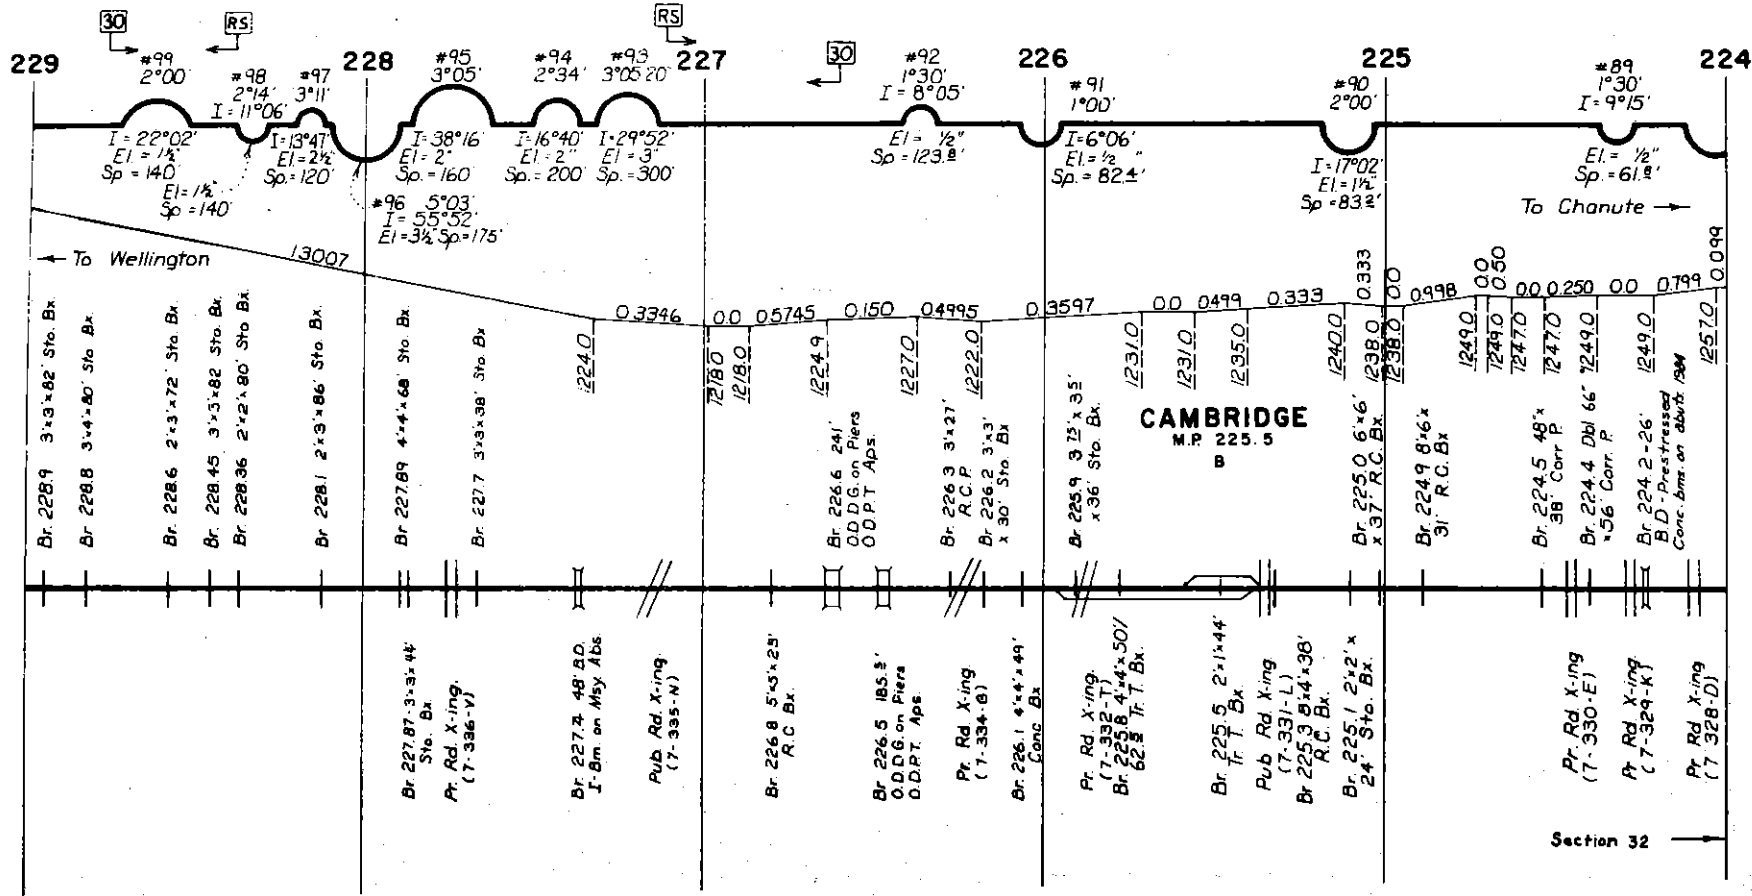 30
RS
RS
30
229
228
227
226
225
224
#99
2°00'
#98
2°14'
I=11°06'
#97
3°11'
#95
3°05'
#94
2°34'
#93
3°05'20"
#92
1°30'
I=8°05'
#91
1°00'
#90
2°00'
#89
1°30'
I=9°15'
I=22°02'
El.=1½"
Sp=140'
El=1½"
Sp=140'
I=13°47'
El=2½"
Sp.=120'
I=38°16'
El=2"
Sp.=160'
I=16°40'
El.=2"
Sp.=200'
I=29°52'
El=3"
Sp.=300'
#96 5°03'
I=55°52'
El=3½" Sp.=175'
El=½"
Sp=123.8'
I=6°06'
El.=½"
Sp.=82.4'
I=17°02'
El=1½"
El.=½"
Sp.=61.8'
To Chanute →
← To Wellington
1.3007
0.3346
0.0
0.5745
0.150
0.4995
0.3597
0.0
0.499
0.333
0.333
0.0
0.998
0.0
0.50
0.0
0.250
0.0
0.799
0.099
1224.0
1218.0
1218.0
1224.9
1227.0
1222.0
1231.0
1231.0
1235.0
1240.0
1238.0
1238.0
1249.0
1249.0
1247.0
1247.0
1249.0
1249.0
1257.0
CAMBRIDGE
M.P. 225.5
B
Br. 228.9 3'x3'x82' Sto. Bx.
Br. 228.8 3'x4'x80' Sto. Bx.
Br. 228.6 2'x3'x72' Sto. Bx.
Br. 228.45 3'x3'x82' Sto. Bx.
Br. 228.36 2'x2'x80' Sto. Bx.
Br. 228.1 2'x3'x86' Sto. Bx.
Br. 227.89 4'x4'x68' Sto. Bx.
Br. 227.7 3'x3'x38' Sto. Bx
Br. 226.6 241'
O.D.D.G. on Piers
O.D.P.T. Aps.
Br. 226.3 3'x27'
R.C.P.
Br. 226.2 3'x3'
x 30' Sto. Bx
Br. 225.9
x 36' Sto. Bx.
Br. 225.0 6'x6'
x 37' R.C. Bx.
Br. 224.9 8'x6'x
31' R.C. Bx
Br. 224.5 48"x
38' Corr. P.
Br. 224.4 Dbl 66"
x 56' Corr. P.
Br. 224.2-26'
B.D.-Prestressed
Conc. bms. on abuts. 1984
Br. 227.87-3'x3'x44'
Sto. Bx.
Pr. Rd. X-ing.
(7-336-V)
Br. 227.4 48' B.D.
I-Bm. on Msy. Abs.
Pub. Rd. X-ing.
(7-335-N)
Br. 226.8 5'x5'x23'
R.C. Bx.
Br. 226.5
O.D.D.G. on Piers
O.D.P.T. Aps.
Pr. Rd. X-ing.
(7-334-G)
Br. 226.1 4'x4'x49'
Conc. Bx
Pr. Rd. X-ing.
(7-332-T)
Br. 225.8 4'x4'x50'/
Tr. T. Bx.
Br. 225.5 2'x1'x44'
Tr. T. Bx.
Pub. Rd. X-ing
(7-331-L)
Br. 225.3 8'x4'x38'
R.C. Bx.
Br. 225.1 2'x2'x
24' Sto. Bx.
Pr. Rd. X-ing
(7-330-E)
Pr. Rd. X-ing.
(7-329-K)
Pr. Rd. X-ing
(7-328-D)
Section 32 →